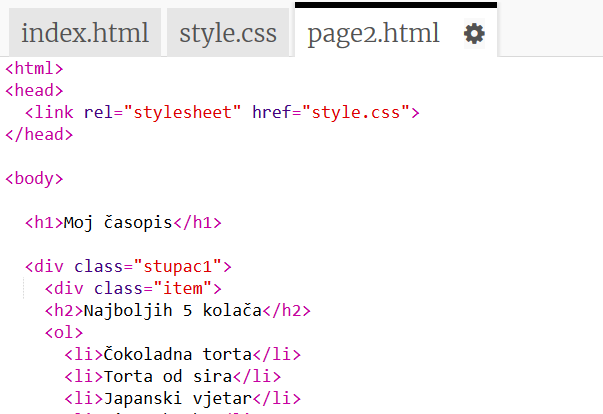 index.html style.css page2.html
<html>
<head>
<link rel="stylesheet" href="style.css">
</head>
<body>
<h1>Moj časopis</h1>
<div class="stupac1">
<div class="item">
<h2>Najboljih 5 kolača</h2>
<ol>
<li>Čokoladna torta</li>
<li>Torta od sira</li>
<li>Japanski vjetar</li>